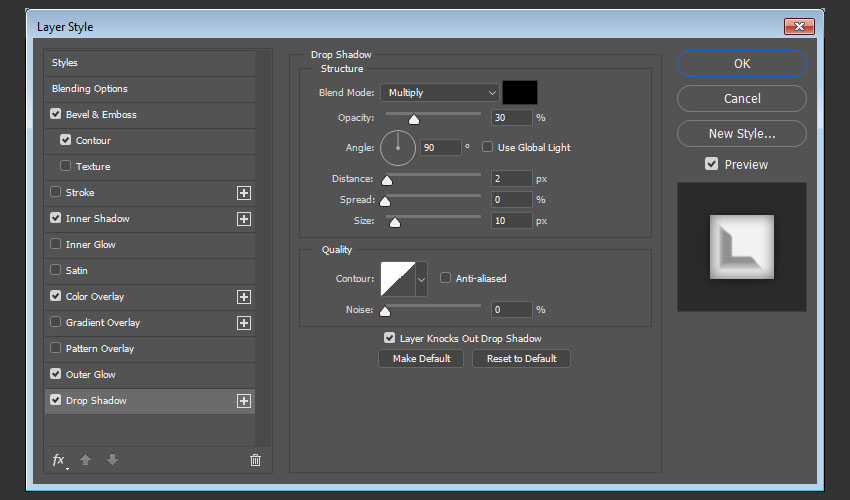 Layer Style
Styles
Blending Options
Bevel & Emboss
Contour
Texture
Stroke
Inner Shadow
Inner Glow
Satin
Color Overlay
Gradient Overlay
Pattern Overlay
Outer Glow
Drop Shadow
fx
Drop Shadow
Structure
Blend Mode: Multiply
Opacity: 30 %
Angle: 90 ° Use Global Light
Distance: 2 px
Spread: 0 %
Size: 10 px
Quality
Contour: Anti-aliased
Noise: 0 %
Layer Knocks Out Drop Shadow
Make Default Reset to Default
OK
Cancel
New Style...
Preview